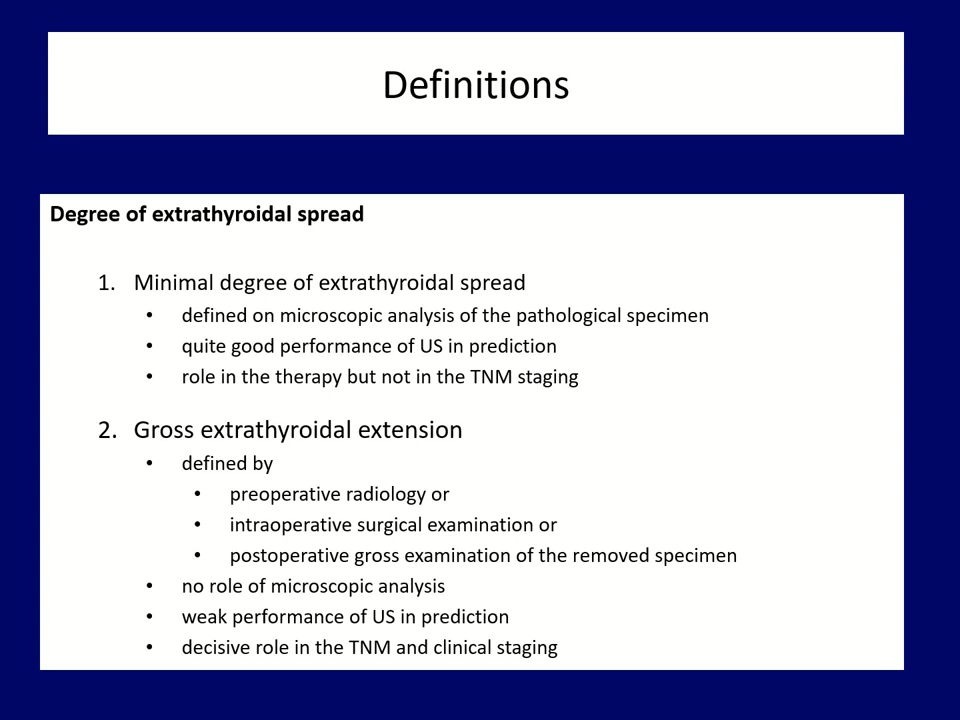 Definitions
Degree of extrathyroidal spread
1. Minimal degree of extrathyroidal spread
• defined on microscopic analysis of the pathological specimen
• quite good performance of US in prediction
• role in the therapy but not in the TNM staging
2. Gross extrathyroidal extension
• defined by
• preoperative radiology or
• intraoperative surgical examination or
• postoperative gross examination of the removed specimen
• no role of microscopic analysis
• weak performance of US in prediction
• decisive role in the TNM and clinical staging